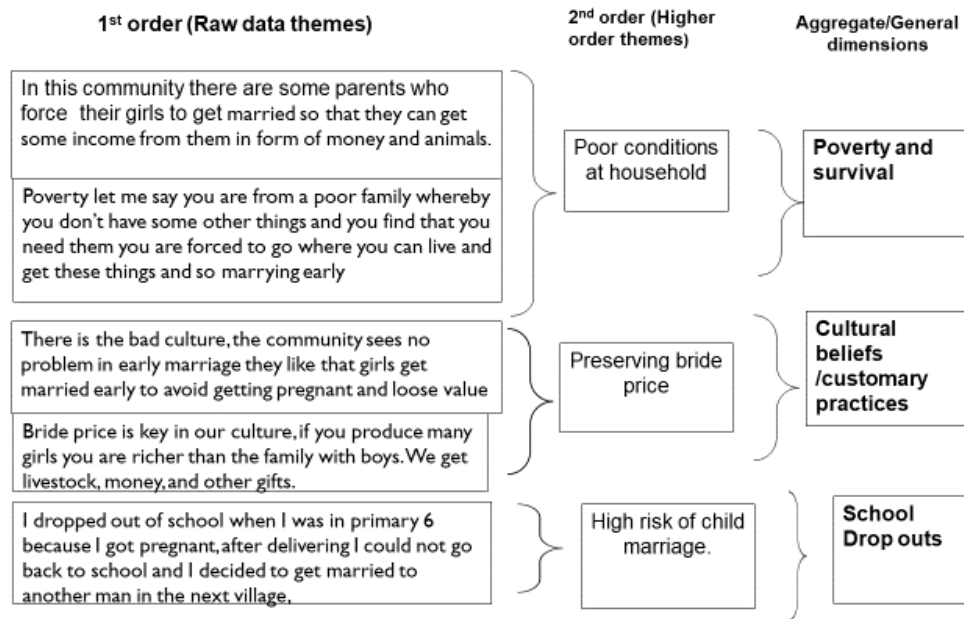 1st order (Raw data themes)
2nd order (Higher
order themes)
Aggregate/General
dimensions
In this community there are some parents who
force their girls to get married so that they can get
some income from them in form of money and animals.
Poor conditions
at household
Poverty and
survival
Poverty let me say you are from a poor family whereby
you don't have some other things and you find that you
need them you are forced to go where you can live and
get these things and so marrying early
There is the bad culture, the community sees no
problem in early marriage they like that girls get
married early to avoid getting pregnant and loose value
Preserving bride
price
Cultural
beliefs
/customary
practices
Bride price is key in our culture, if you produce many
girls you are richer than the family with boys. We get
livestock, money, and other gifts.
I dropped out of school when I was in primary 6
because I got pregnant, after delivering I could not go
back to school and I decided to get married to
another man in the next village,
High risk of child
marriage.
School
Drop outs